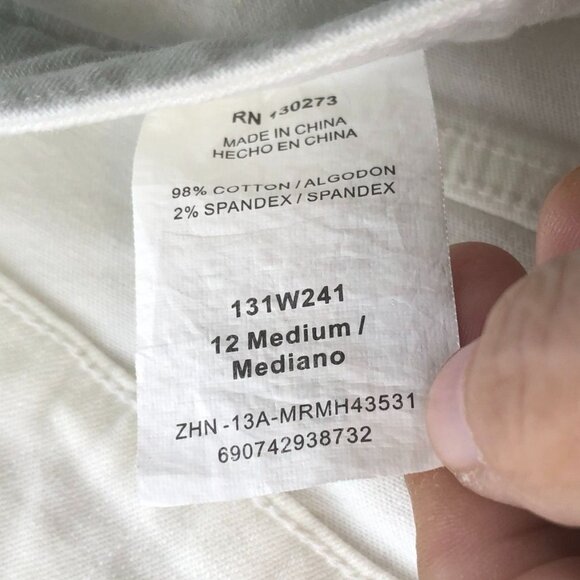 RN 130273
MADE IN CHINA
HECHO EN CHINA
98% COTTON / ALGODON
2% SPANDEX / SPANDEX
131W241
12 Medium /
Mediano
ZHN -13A-MRMH43531
690742938732